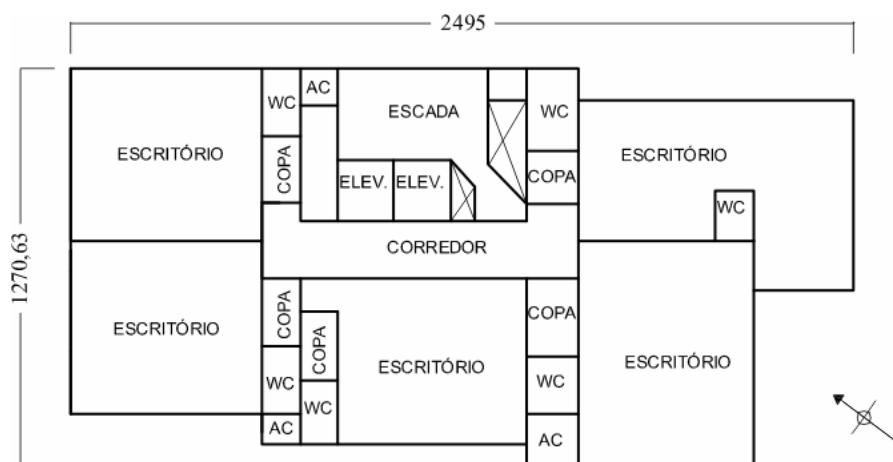 2495
1270,63
ESCRITÓRIO
WC
COPA
AC
ESCADA
ELEV.
ELEV.
WC
COPA
ESCRITÓRIO
WC
CORREDOR
ESCRITÓRIO
COPA
WC
AC
COPA
WC
ESCRITÓRIO
COPA
WC
AC
ESCRITÓRIO